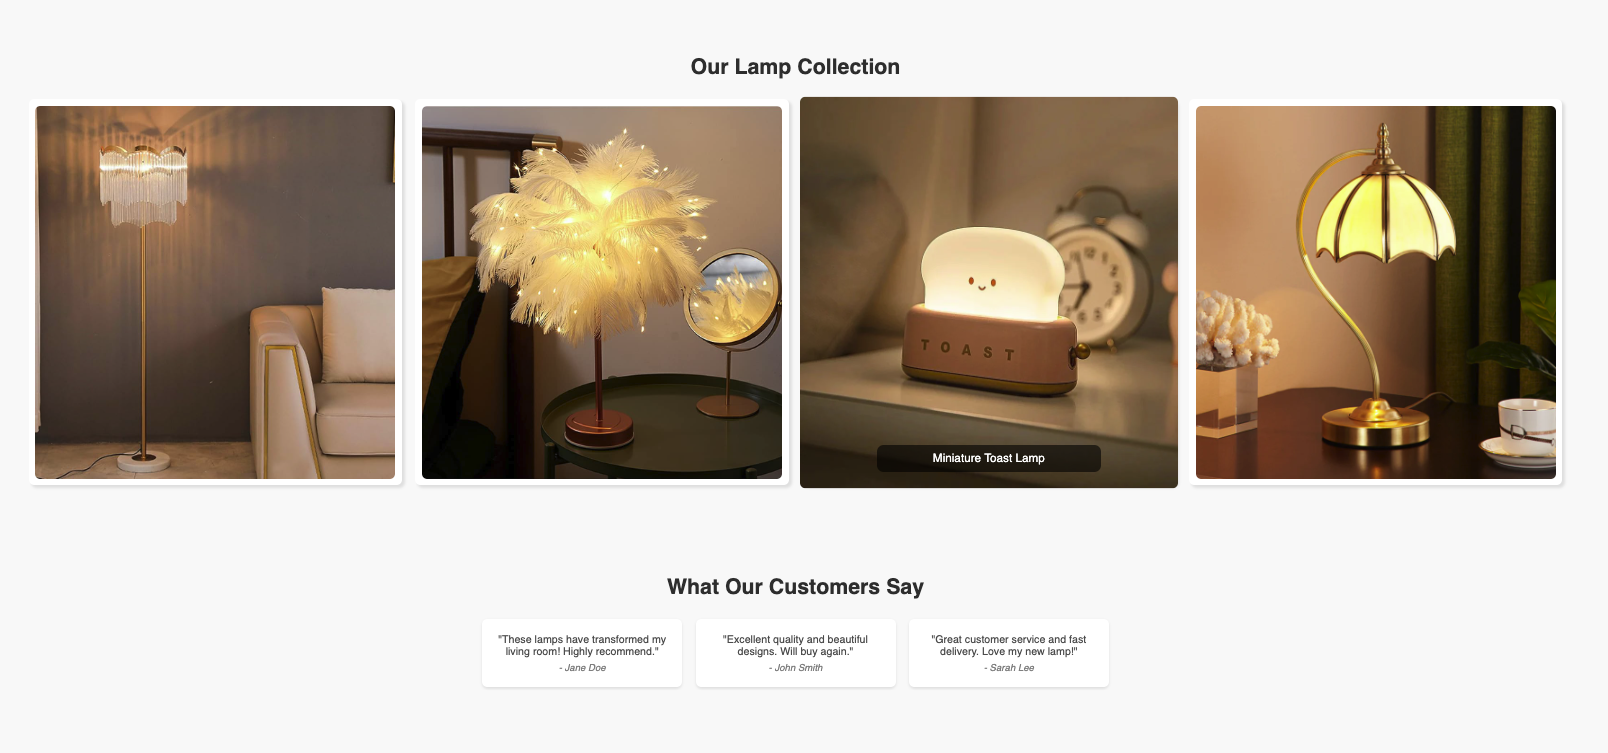 Our Lamp Collection
TOAST
Miniature Toast Lamp
What Our Customers Say
"These lamps have transformed my
living room! Highly recommend."
- Jane Doe
"Excellent quality and beautiful
designs. Will buy again."
- John Smith
"Great customer service and fast
delivery. Love my new lamp!"
- Sarah Lee